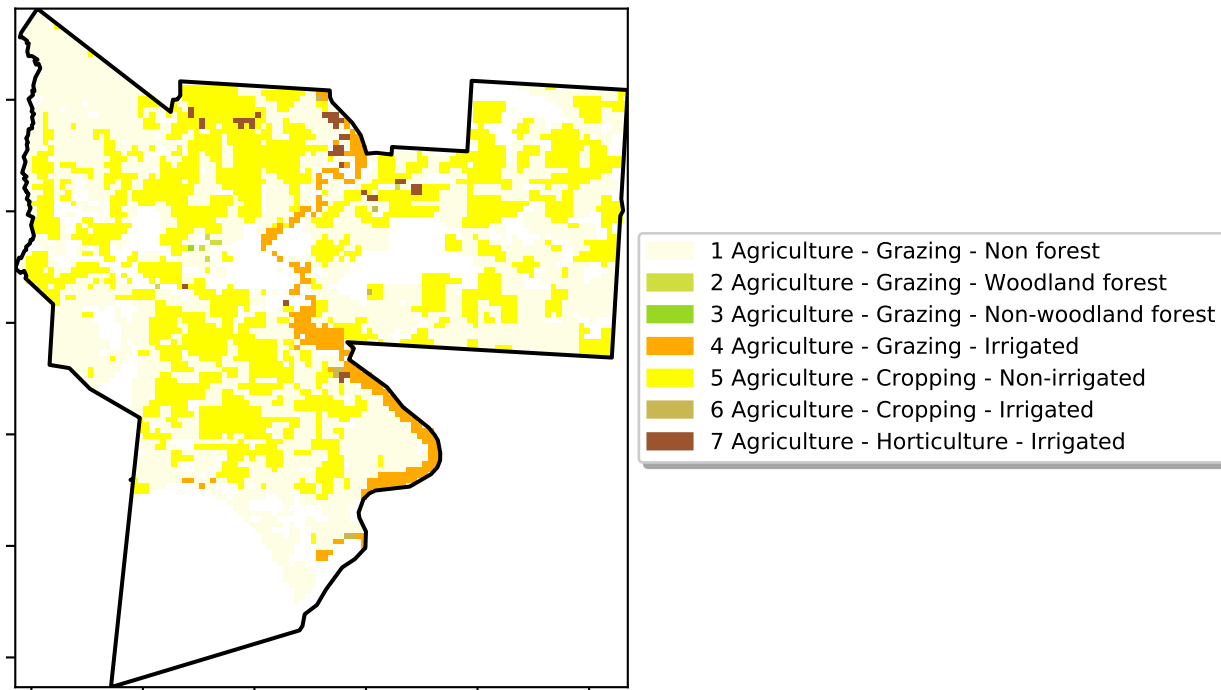 1 Agriculture - Grazing - Non forest
2 Agriculture - Grazing - Woodland forest
3 Agriculture - Grazing - Non-woodland forest
4 Agriculture - Grazing - Irrigated
5 Agriculture - Cropping - Non-irrigated
6 Agriculture - Cropping - Irrigated
7 Agriculture - Horticulture - Irrigated